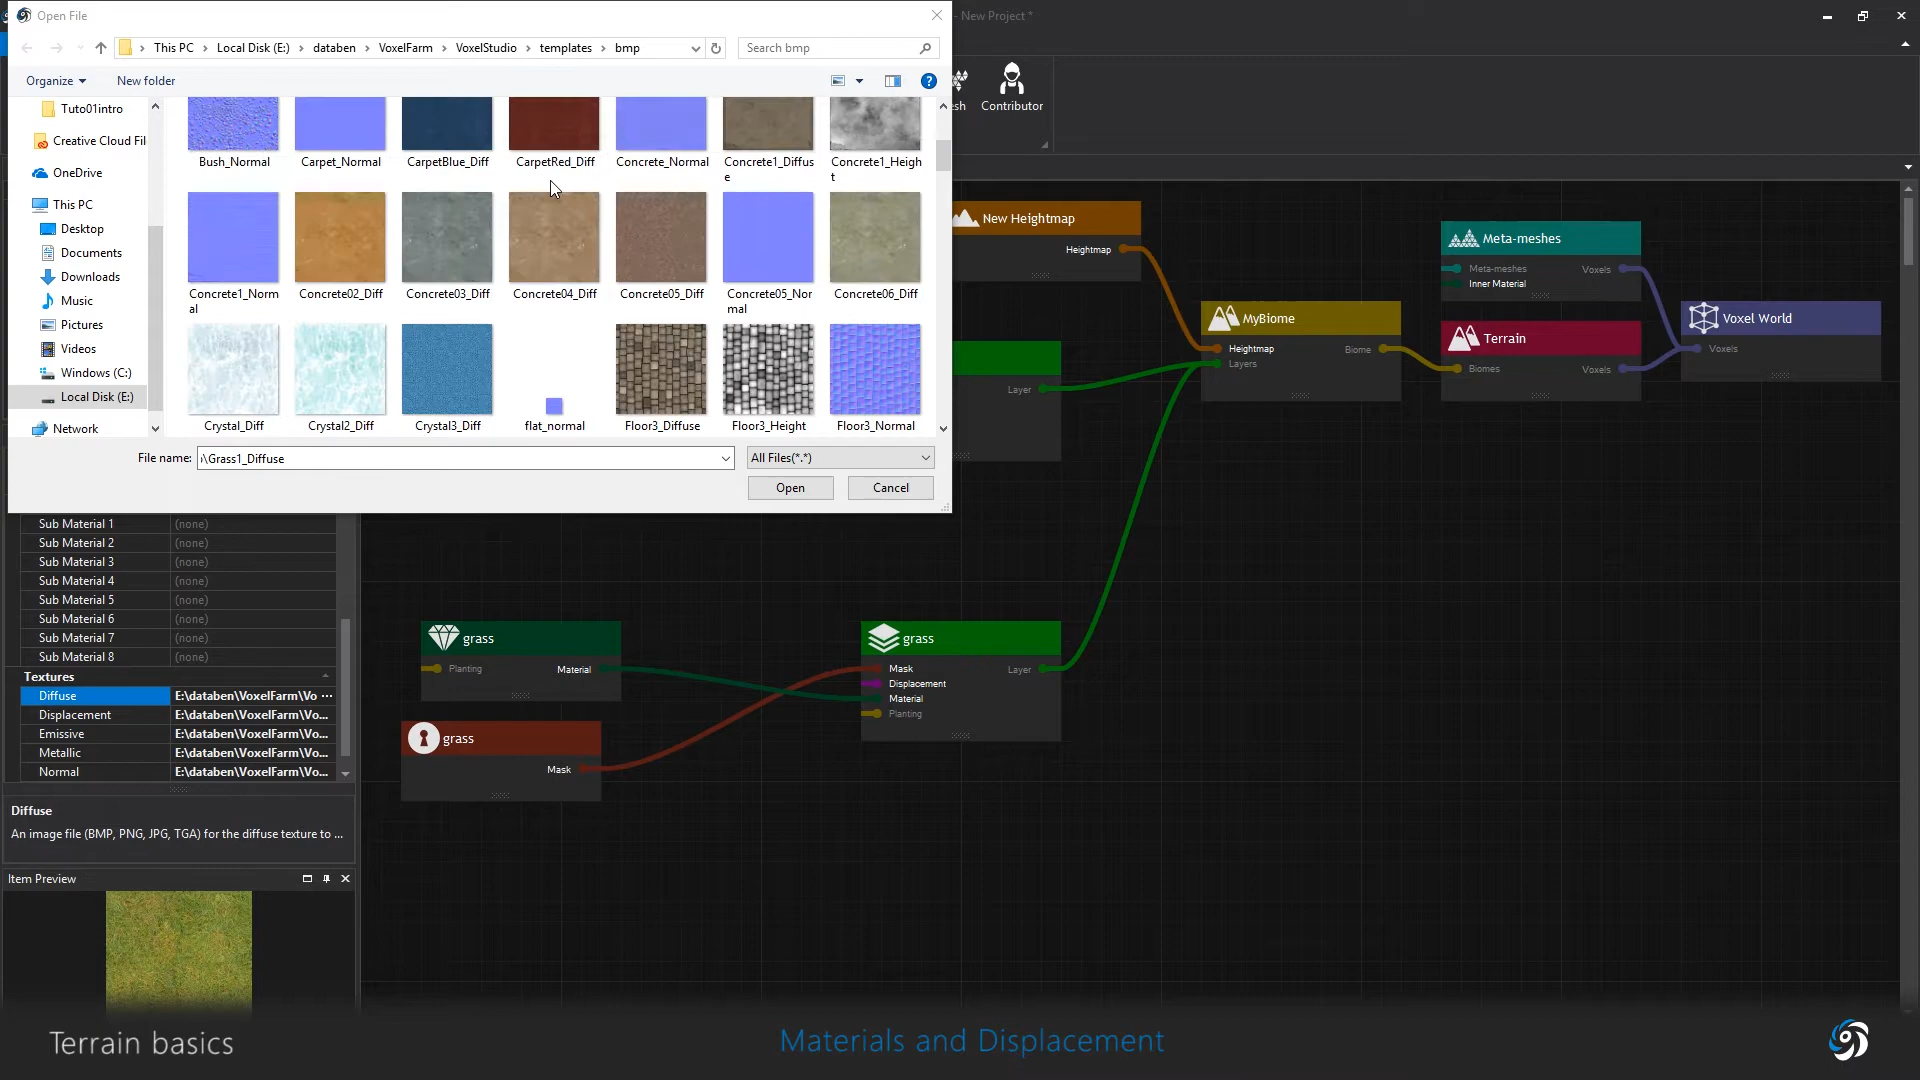 Open File
- New Project *
This PC
Local Disk (E:)
databen
VoxelFarm
VoxelStudio
templates
bmp
Search bmp
Organize
New folder
Contributor
Tuto01intro
Creative Cloud Fil
OneDrive
This PC
Desktop
Documents
Downloads
Music
Pictures
Videos
Windows (C:)
Local Disk (E:)
Network
Bush_Normal
Carpet_Normal
CarpetBlue_Diff
CarpetRed_Diff
Concrete_Normal
Concrete1_Diffus
e
Concrete1_Heigh
t
Concrete1_Norm
al
Concrete02_Diff
Concrete03_Diff
Concrete04_Diff
Concrete05_Diff
Concrete05_Nor
mal
Concrete06_Diff
Crystal_Diff
Crystal2_Diff
Crystal3_Diff
flat_normal
Floor3_Diffuse
Floor3_Height
Floor3_Normal
File name:
\Grass1_Diffuse
All Files(*.*)
Open
Cancel
New Heightmap
Heightmap
Layer
MyBiome
Heightmap
Biome
Layers
Meta-meshes
Meta-meshes
Voxels
Inner Material
Terrain
Biomes
Voxels
Voxel World
Voxels
Sub Material 1
(none)
Sub Material 2
(none)
Sub Material 3
(none)
Sub Material 4
(none)
Sub Material 5
(none)
Sub Material 6
(none)
Sub Material 7
(none)
Sub Material 8
(none)
Textures
Diffuse
E:\databen\VoxelFarm\Vo ...
Displacement
E:\databen\VoxelFarm\Vo...
Emissive
E:\databen\VoxelFarm\Vo...
Metallic
E:\databen\VoxelFarm\Vo...
Normal
E:\databen\VoxelFarm\Vo...
Diffuse
An image file (BMP, PNG, JPG, TGA) for the diffuse texture to ...
Item Preview
grass
Planting
Material
grass
Mask
grass
Mask
Layer
Displacement
Material
Planting
Terrain basics
Materials and Displacement